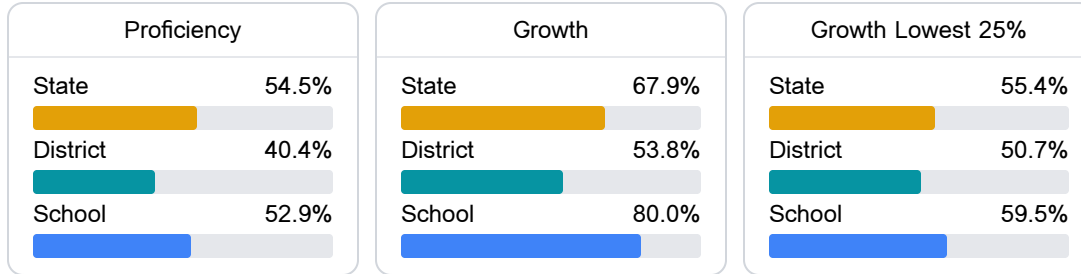 Proficiency
State 54.5%
District 40.4%
School 52.9%
Growth
State 67.9%
District 53.8%
School 80.0%
Growth Lowest 25%
State 55.4%
District 50.7%
School 59.5%